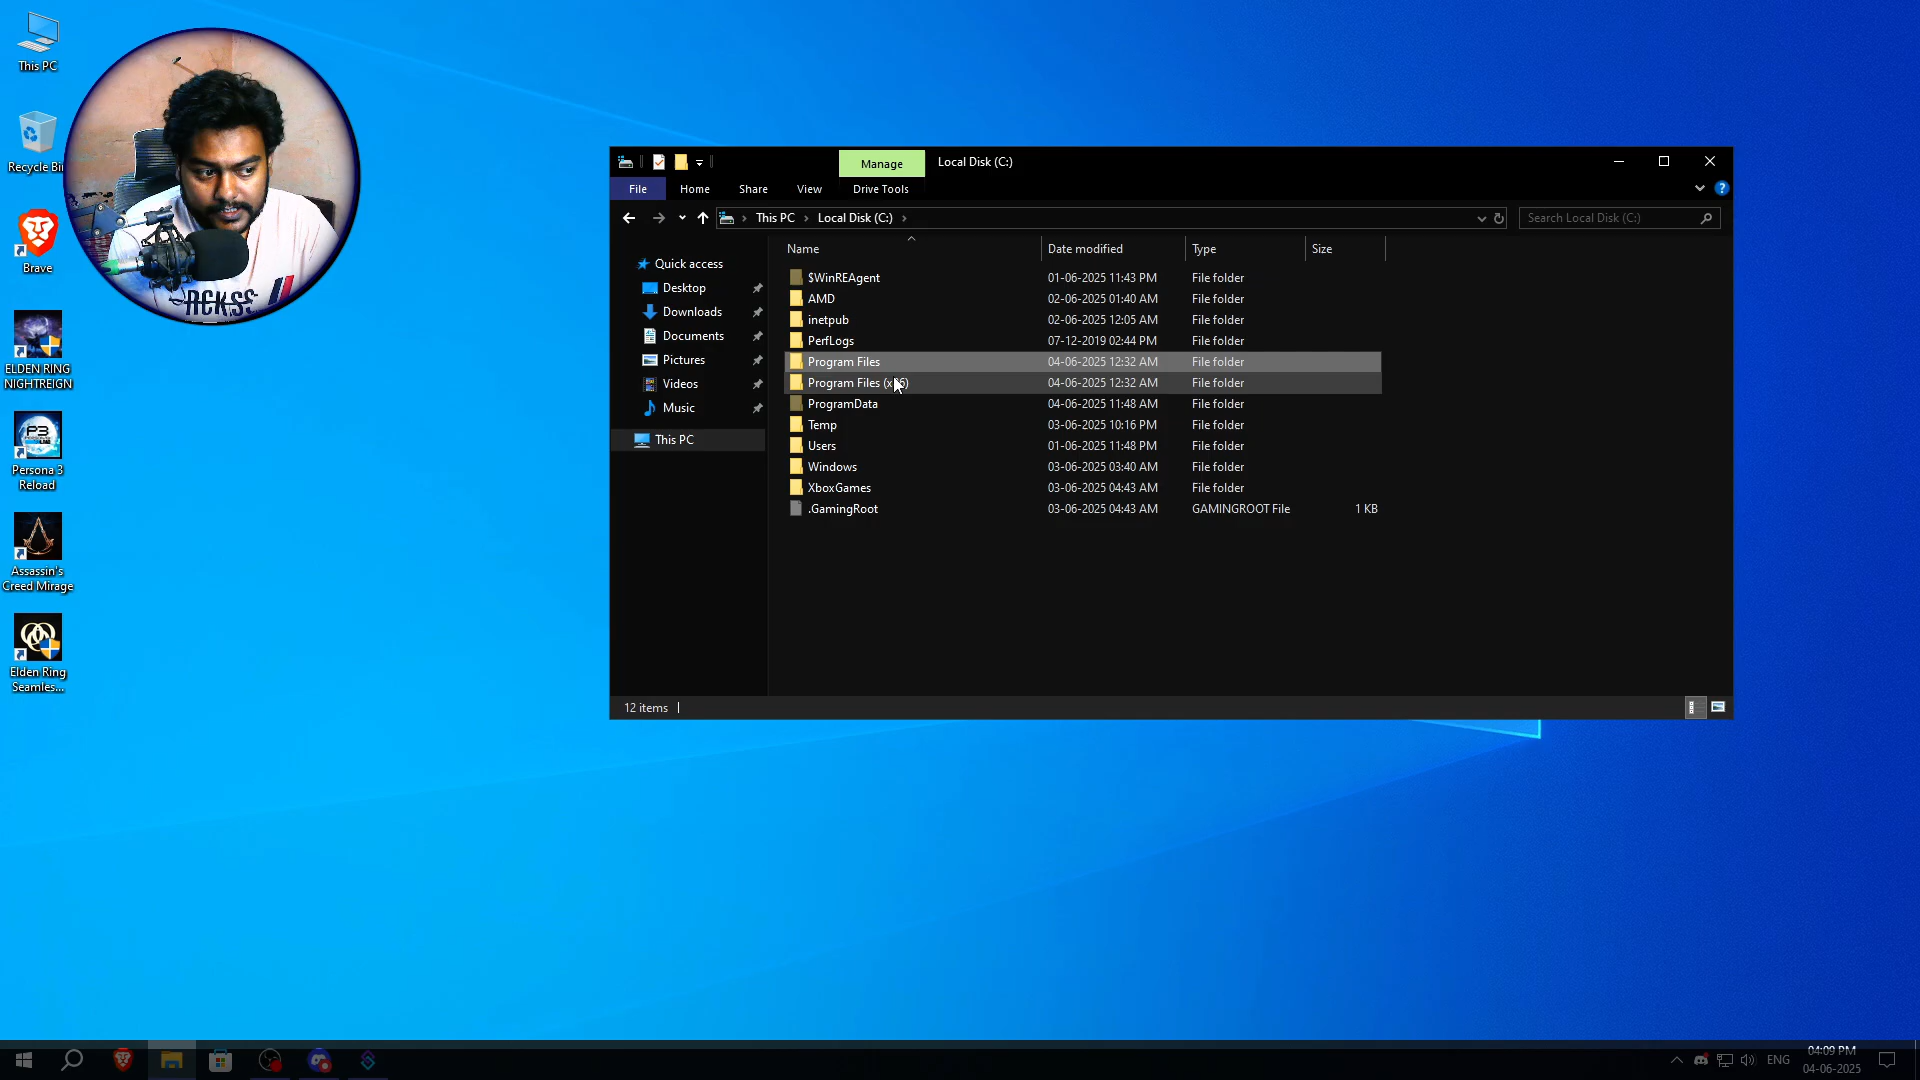 This PC
Recycle Bin
Brave
ELDEN RING
NIGHTREIGN
Persona 3
Reload
Assassin's
Creed Mirage
Elden Ring
Seamles...
Manage
Local Disk (C:)
File
Home
Share
View
Drive Tools
This PC
Local Disk (C:)
Search Local Disk (C:)
Name
Date modified
Type
Size
Quick access
Desktop
Downloads
Documents
Pictures
Videos
Music
This PC
$WinREAgent 01-06-2025 11:43 PM File folder
AMD 02-06-2025 01:40 AM File folder
inetpub 02-06-2025 12:05 AM File folder
PerfLogs 07-12-2019 02:44 PM File folder
Program Files 04-06-2025 12:32 AM File folder
Program Files (x86) 04-06-2025 12:32 AM File folder
ProgramData 04-06-2025 11:48 AM File folder
Temp 03-06-2025 10:16 PM File folder
Users 01-06-2025 11:48 PM File folder
Windows 03-06-2025 03:40 AM File folder
XboxGames 03-06-2025 04:43 AM File folder
.GamingRoot 03-06-2025 04:43 AM GAMINGROOT File 1 KB
12 items
ENG
04:09 PM
04-06-2025